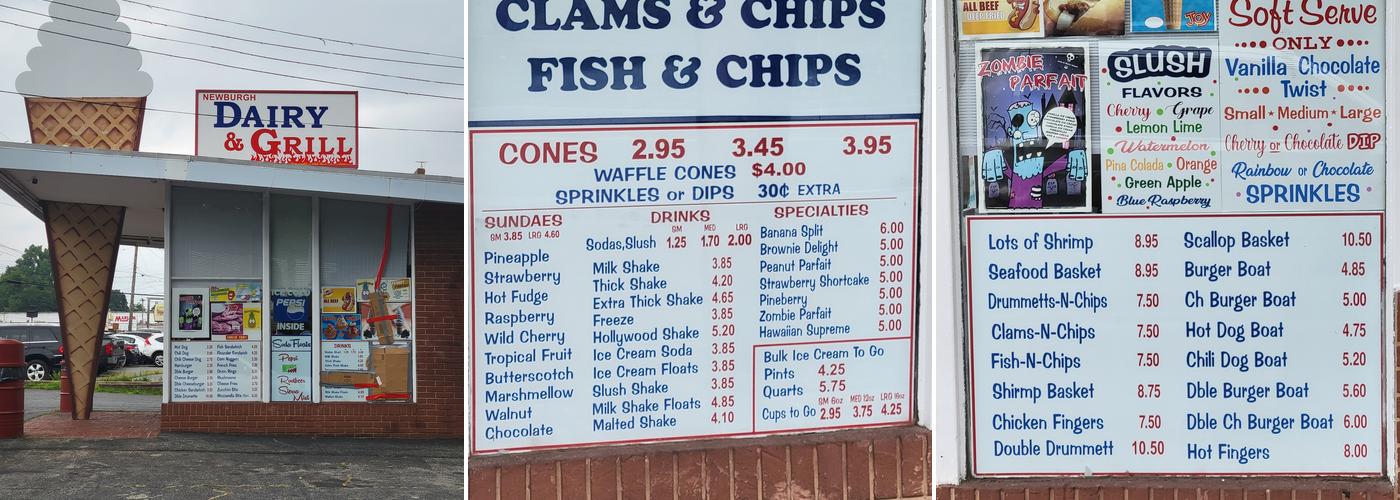 NEWBURGH
DAIRY
& GRILL
PEPSI
INSIDE
Soda Floats
Pepsi
Rootbeer
Sierra Mist
DRINKS
CLAMS & CHIPS
FISH & CHIPS
CONES 2.95 3.45 3.95
WAFFLE CONES $4.00
SPRINKLES or DIPS 30¢ EXTRA
SUNDAES
SM 3.85 LRG 4.60
Pineapple
Strawberry
Hot Fudge
Raspberry
Wild Cherry
Tropical Fruit
Butterscotch
Marshmellow
Walnut
Chocolate
DRINKS
SM MED LRG
Sodas,Slush 1.25 1.70 2.00
Milk Shake 3.85
Thick Shake 4.20
Extra Thick Shake 4.65
Freeze 3.85
Hollywood Shake 5.20
Ice Cream Soda 3.85
Ice Cream Floats 3.85
Slush Shake 3.85
Milk Shake Floats 4.85
Malted Shake 4.10
SPECIALTIES
Banana Split 6.00
Brownie Delight 5.00
Peanut Parfait 5.00
Strawberry Shortcake 5.00
Pineberry 5.00
Zombie Parfait 5.00
Hawaiian Supreme 5.00
Bulk Ice Cream To Go
Pints 4.25
Quarts 5.75
SM 6oz MED 12oz LRG 16oz
Cups to Go 2.95 3.75 4.25
ALL BEEF
DEEP FRIED
JOY
ZOMBIE
PARFAIT
SLUSH
FLAVORS
Cherry • Grape
• Lemon Lime •
Watermelon
Pina Colada • Orange
• Green Apple •
Blue Raspberry
Soft Serve
•••• ONLY ••••
Vanilla Chocolate
•••• Twist ••••
Small • Medium • Large
Cherry or Chocolate DIP
Rainbow or Chocolate
• SPRINKLES •
Lots of Shrimp 8.95
Seafood Basket 8.95
Drummetts-N-Chips 7.50
Clams-N-Chips 7.50
Fish-N-Chips 7.50
Shirmp Basket 8.75
Chicken Fingers 7.50
Double Drummett 10.50
Scallop Basket 10.50
Burger Boat 4.85
Ch Burger Boat 5.00
Hot Dog Boat 4.75
Chili Dog Boat 5.20
Dble Burger Boat 5.60
Dble Ch Burger Boat 6.00
Hot Fingers 8.00